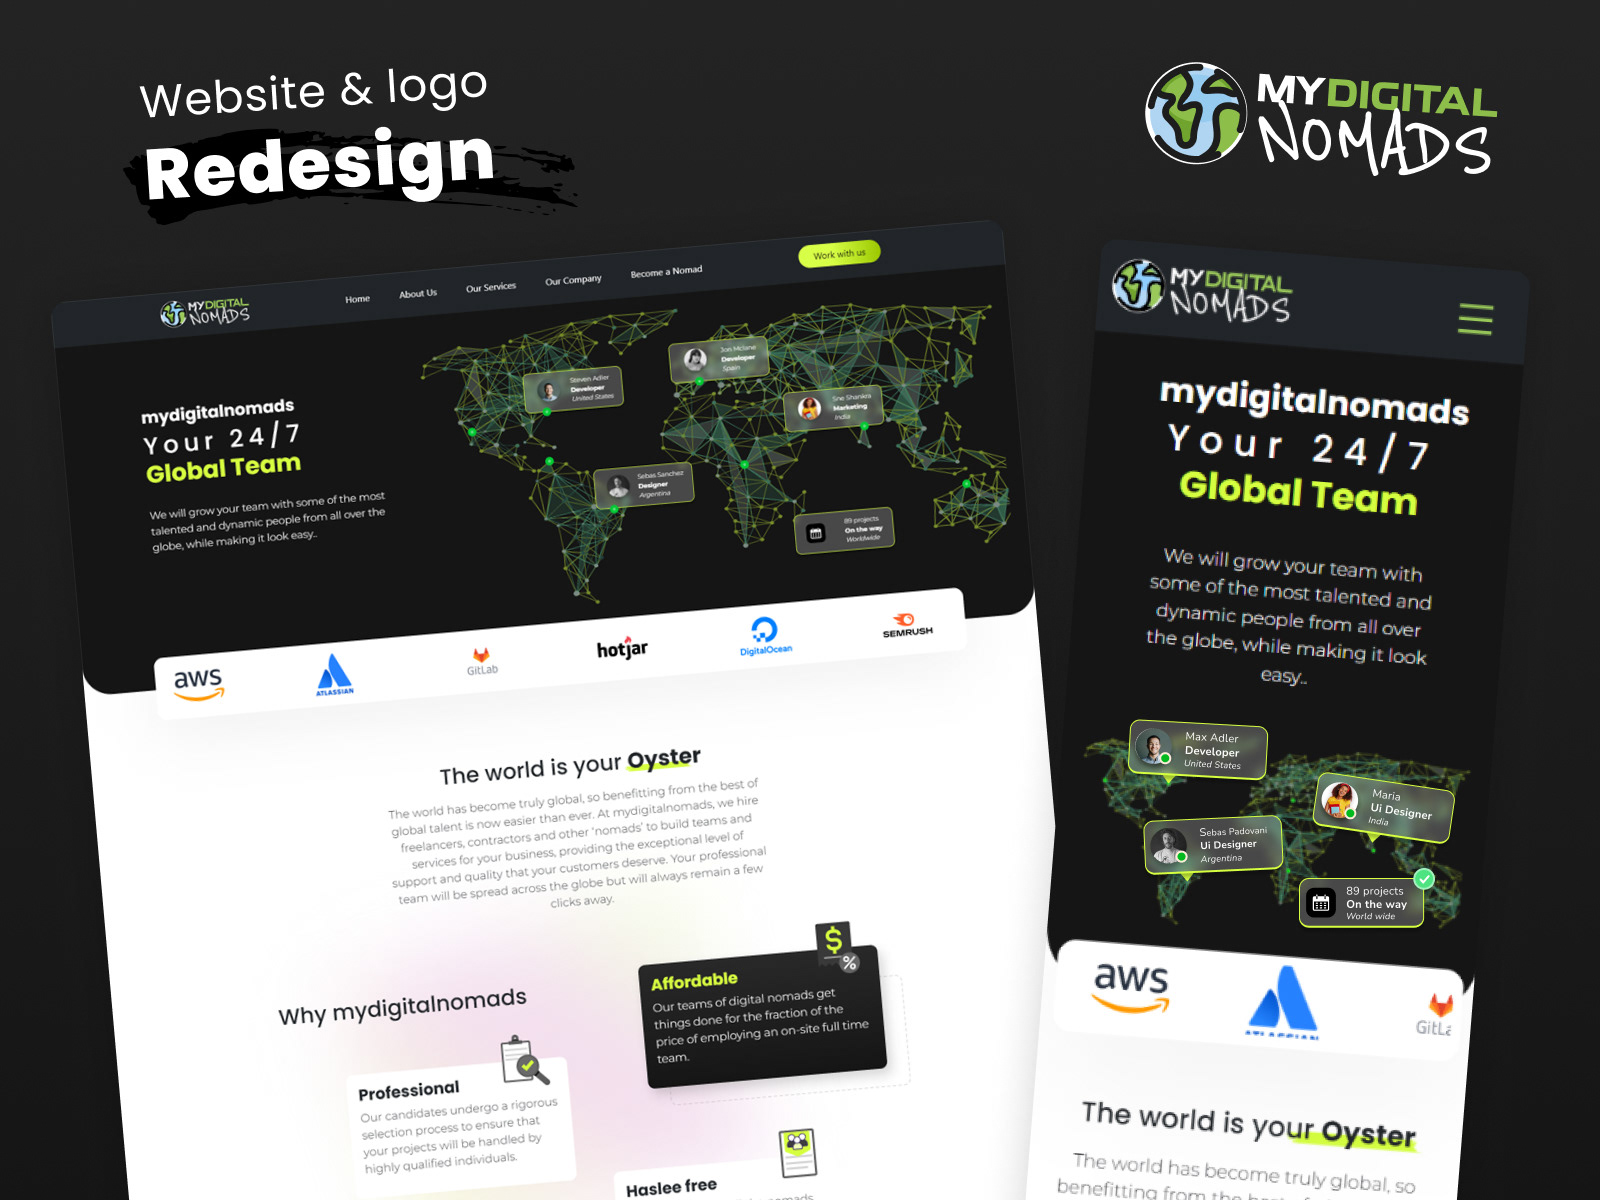 Website & logo
Redesign
MYDIGITAL
NOMADS
MYDIGITAL
NOMADS
Home
About Us
Our Services
Our Company
Become a Nomad
Work with us
mydigitalnomads
Your 24/7
Global Team
We will grow your team with some of the most
talented and dynamic people from all over the
globe, while making it look easy..
Steven Adler
Developer
United States
Jon Mclane
Developer
Spain
Sne Shankra
Marketing
India
Sebas Sanchez
Designer
Argentina
89 projects
On the way
Worldwide
aws
ATLASSIAN
GitLab
hotjar
DigitalOcean
SEMRUSH
The world is your Oyster
The world has become truly global, so benefitting from the best of
global talent is now easier than ever. At mydigitalnomads, we hire
freelancers, contractors and other 'nomads' to build teams and
services for your business, providing the exceptional level of
support and quality that your customers deserve. Your professional
team will be spread across the globe but will always remain a few
clicks away.
Why mydigitalnomads
Affordable
Our teams of digital nomads get
things done for the fraction of the
price of employing an on-site full time
team.
Professional
Our candidates undergo a rigorous
selection process to ensure that
your projects will be handled by
highly qualified individuals.
Haslee free
MYDIGITAL
NOMADS
mydigitalnomads
Your 24/7
Global Team
We will grow your team with
some of the most talented and
dynamic people from all over
the globe, while making it look
easy..
Max Adler
Developer
United States
Maria
Ui Designer
India
Sebas Padovani
Ui Designer
Argentina
89 projects
On the way
World wide
aws
ATLASSIAN
GitLa
The world is your Oyster
The world has become truly global, so
benefitting from the